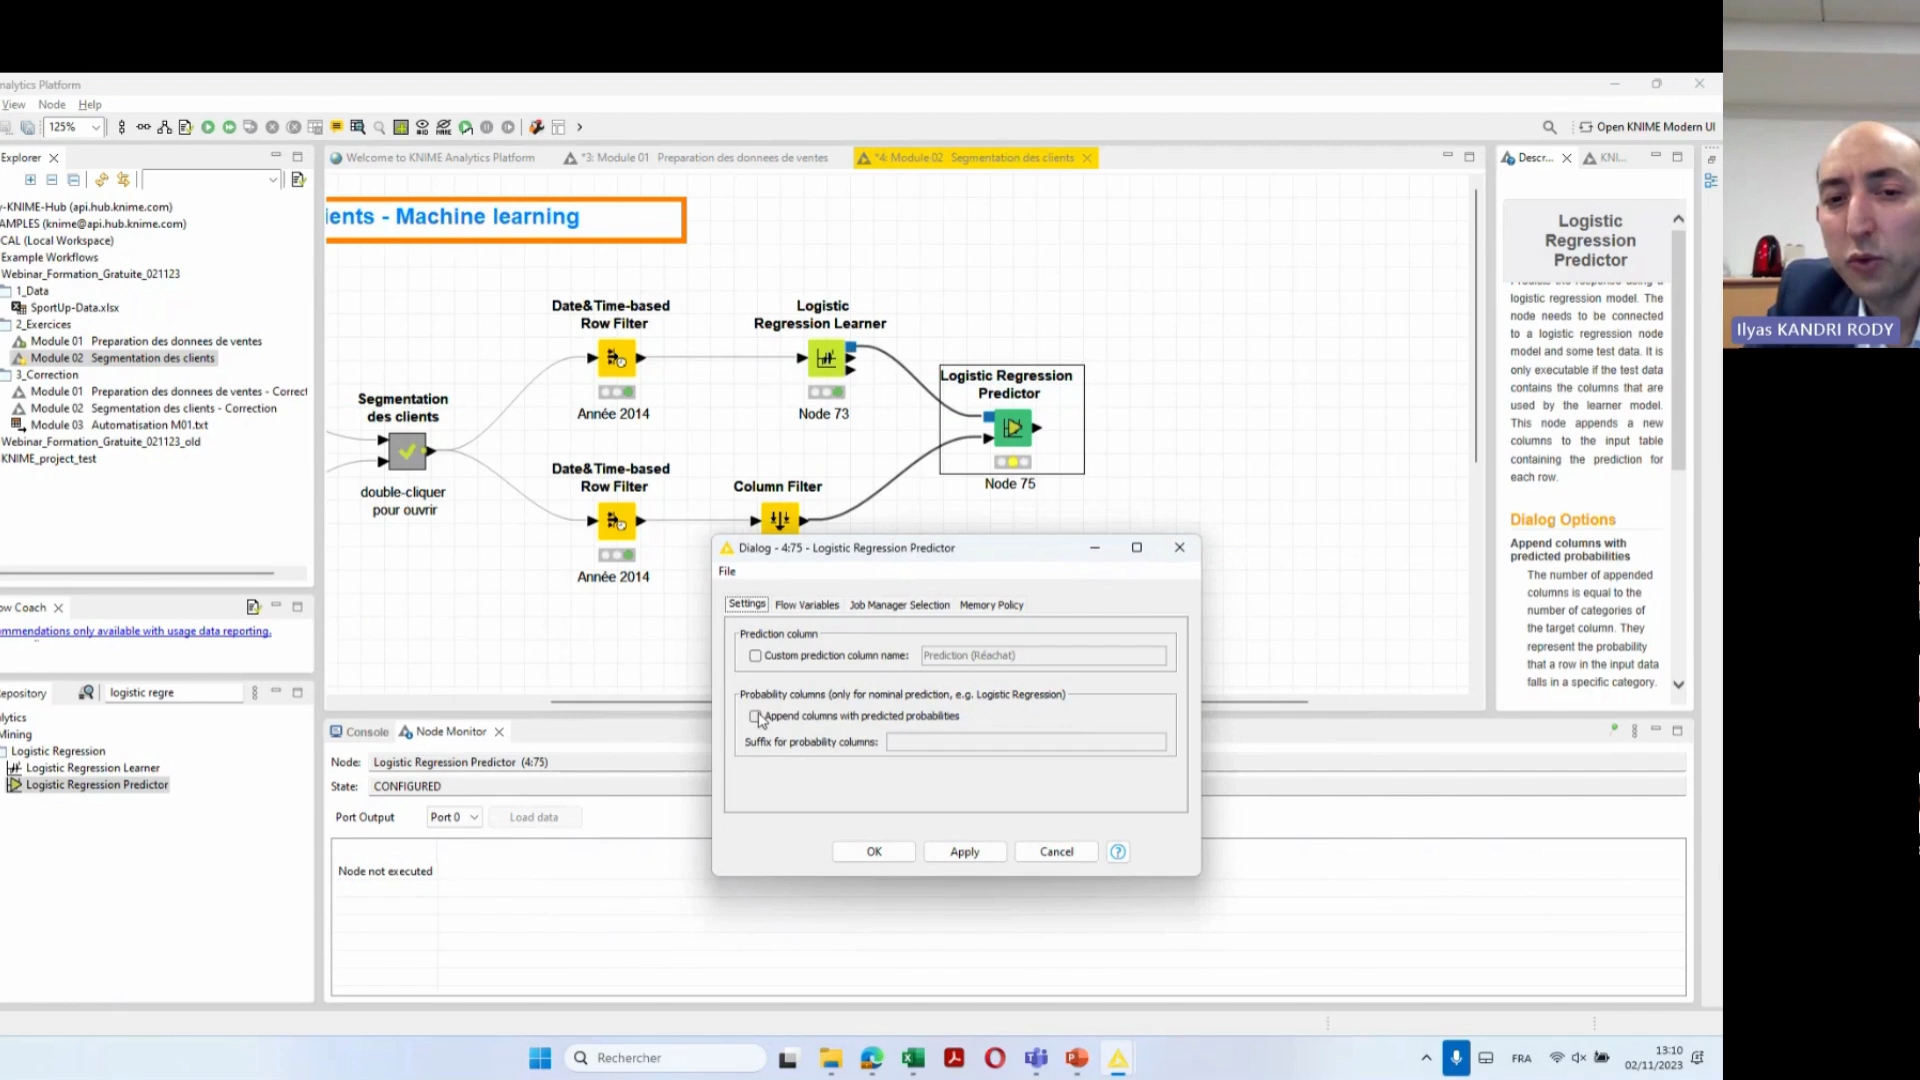 nalytics Platform
View Node Help
125%
Open KNIME Modern UI
Explorer
Welcome to KNIME Analytics Platform
*3: Module 01 Preparation des donnees de ventes
*4: Module 02 Segmentation des clients
Descr...
KNI...
-KNIME-Hub (api.hub.knime.com)
AMPLES (knime@api.hub.knime.com)
CAL (Local Workspace)
Example Workflows
Webinar_Formation_Gratuite_021123
1_Data
SportUp-Data.xlsx
2_Exercices
Module 01 Preparation des donnees de ventes
Module 02 Segmentation des clients
3_Correction
Module 01 Preparation des donnees de ventes - Correct
Module 02 Segmentation des clients - Correction
Module 03 Automatisation M01.txt
Webinar_Formation_Gratuite_021123_old
KNIME_project_test
ients - Machine learning
Segmentation
des clients
double-cliquer
pour ouvrir
Date&Time-based
Row Filter
Année 2014
Logistic
Regression Learner
Node 73
Logistic Regression
Predictor
Node 75
Date&Time-based
Row Filter
Année 2014
Column Filter
Logistic
Regression
Predictor
logistic regression model. The
node needs to be connected
to a logistic regression node
model and some test data. It is
only executable if the test data
contains the columns that are
used by the learner model.
This node appends a new
columns to the input table
containing the prediction for
each row.
Dialog Options
Append columns with
predicted probabilities
The number of appended
columns is equal to the
number of categories of
the target column. They
represent the probability
that a row in the input data
falls in a specific category.
Ilyas KANDRI RODY
ow Coach
mmendations only available with usage data reporting.
epository
logistic regre
lytics
Mining
Logistic Regression
Logistic Regression Learner
Logistic Regression Predictor
Dialog - 4:75 - Logistic Regression Predictor
File
Settings Flow Variables Job Manager Selection Memory Policy
Prediction column
Custom prediction column name: Prediction (Réachat)
Probability columns (only for nominal prediction, e.g. Logistic Regression)
Append columns with predicted probabilities
Suffix for probability columns:
OK Apply Cancel ?
Console
Node Monitor
Node: Logistic Regression Predictor (4:75)
State: CONFIGURED
Port Output Port 0 Load data
Node not executed
Rechercher
FRA
13:10
02/11/2023